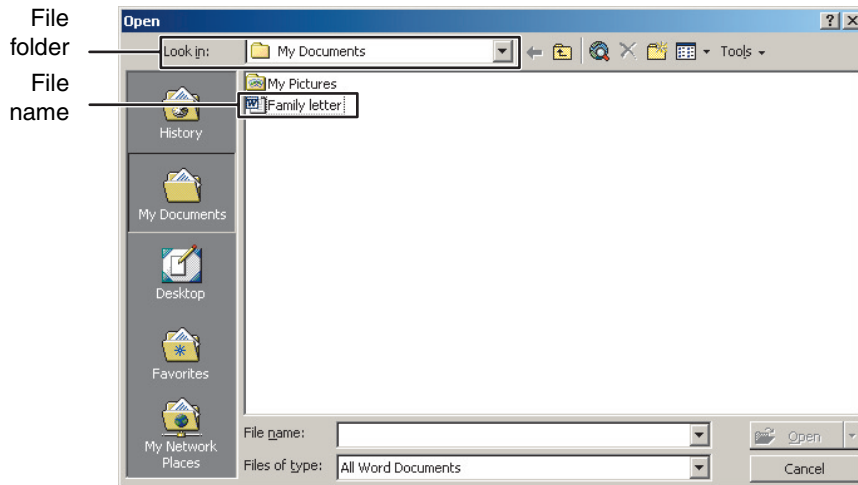 File
folder
File
name
Open
Look in:
My Documents
Tools
My Pictures
Family letter
History
My Documents
Desktop
Favorites
My Network
Places
File name:
Open
Files of type:
All Word Documents
Cancel